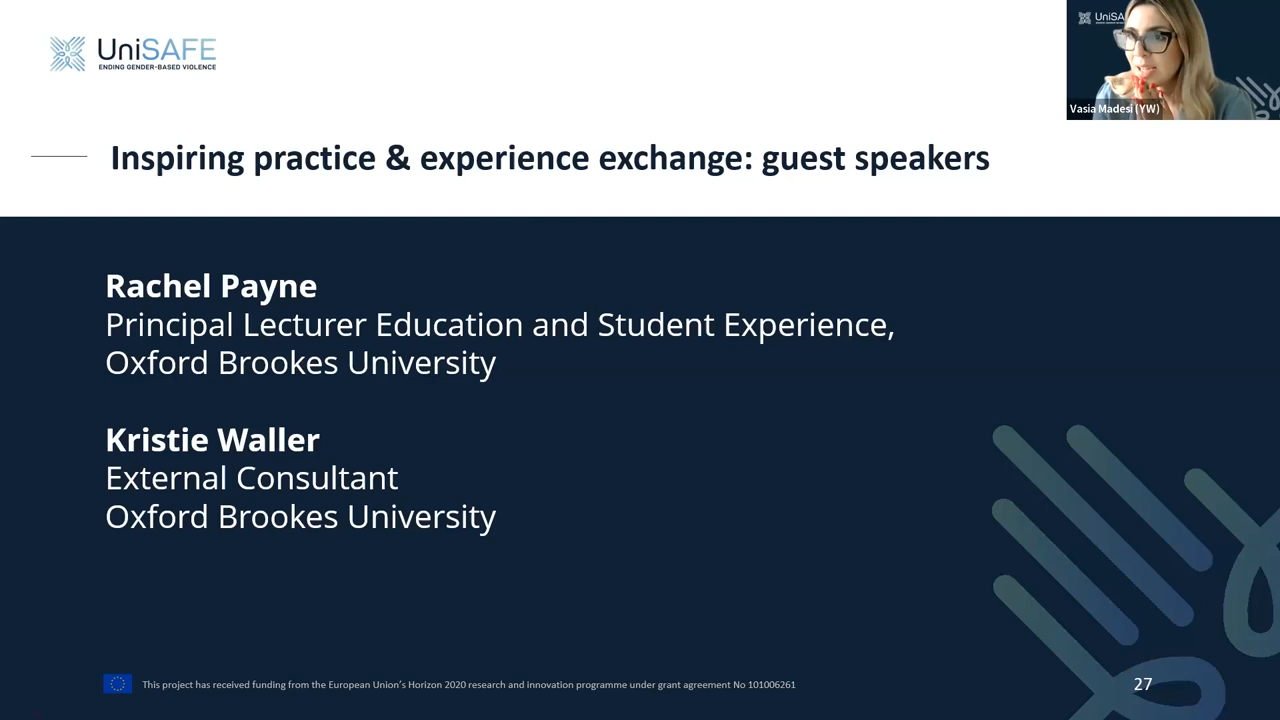 UniSAFE
ENDING GENDER-BASED VIOLENCE
UniSA
Vasia Madesi (YW)
Inspiring practice & experience exchange: guest speakers
Rachel Payne
Principal Lecturer Education and Student Experience,
Oxford Brookes University
Kristie Waller
External Consultant
Oxford Brookes University
This project has received funding from the European Union's Horizon 2020 research and innovation programme under grant agreement No 101006261
27